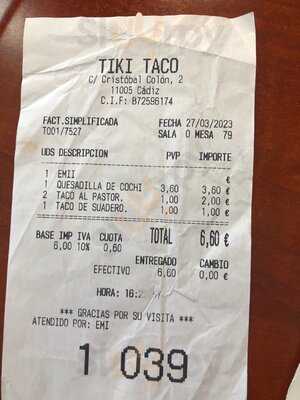 TIKI TACO
C/ Cristóbal Colón, 2
11005 Cádiz
C.I.F: B72596174
FACT.SIMPLIFICADA FECHA 27/03/2023
T001/7527 SALA 0 MESA 79
UDS DESCRIPCION PVP IMPORTE
1 EMII €
1 QUESADILLA DE COCHI 3,60 3,60 €
2 TACO AL PASTOR. 1,00 2,00 €
1 TACO DE SUADERO. 1,00 1,00 €
BASE IMP IVA CUOTA TOTAL 6,60 €
6,00 10% 0,60
ENTREGADO CAMBIO
EFECTIVO 6,60 0,00 €
HORA: 16:2
*** GRACIAS POR SU VISITA ***
ATENDIDO POR: EMI
1 039